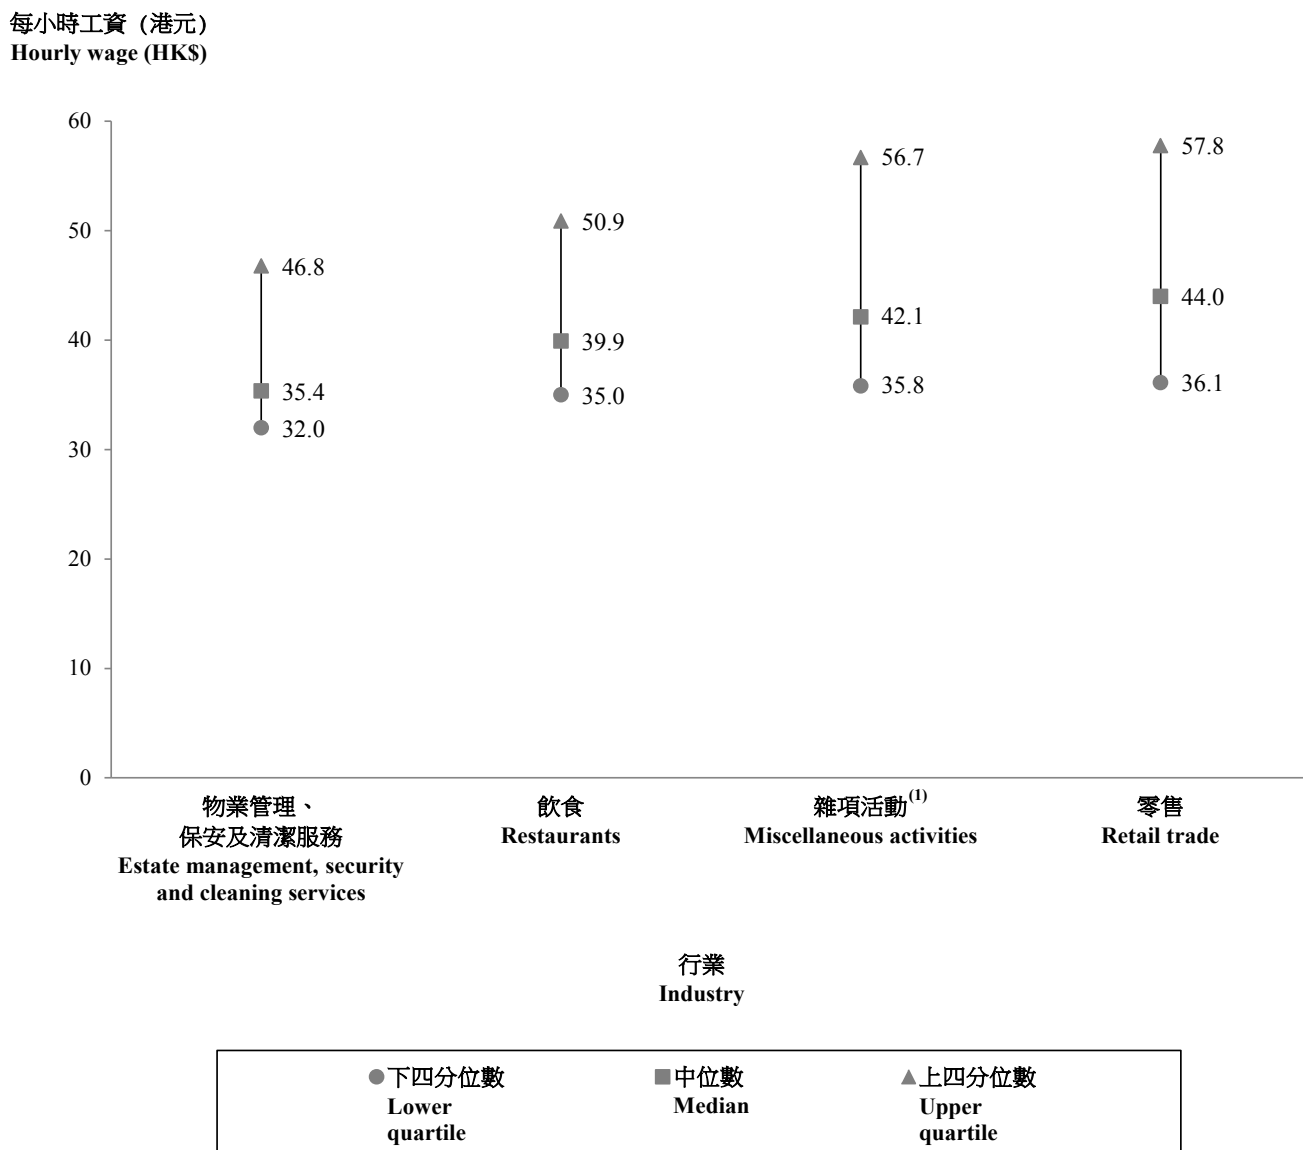 每小時工資 (港元)
Hourly wage (HK$)
60
50
40
30
20
10
0
46.8
35.4
32.0
50.9
39.9
35.0
56.7
42.1
35.8
57.8
44.0
36.1
物業管理、
保安及清潔服務
Estate management, security
and cleaning services
飲食
Restaurants
雜項活動(1)
Miscellaneous activities
零售
Retail trade
行業
Industry
下四分位數
Lower
quartile
中位數
Median
上四分位數
Upper
quartile